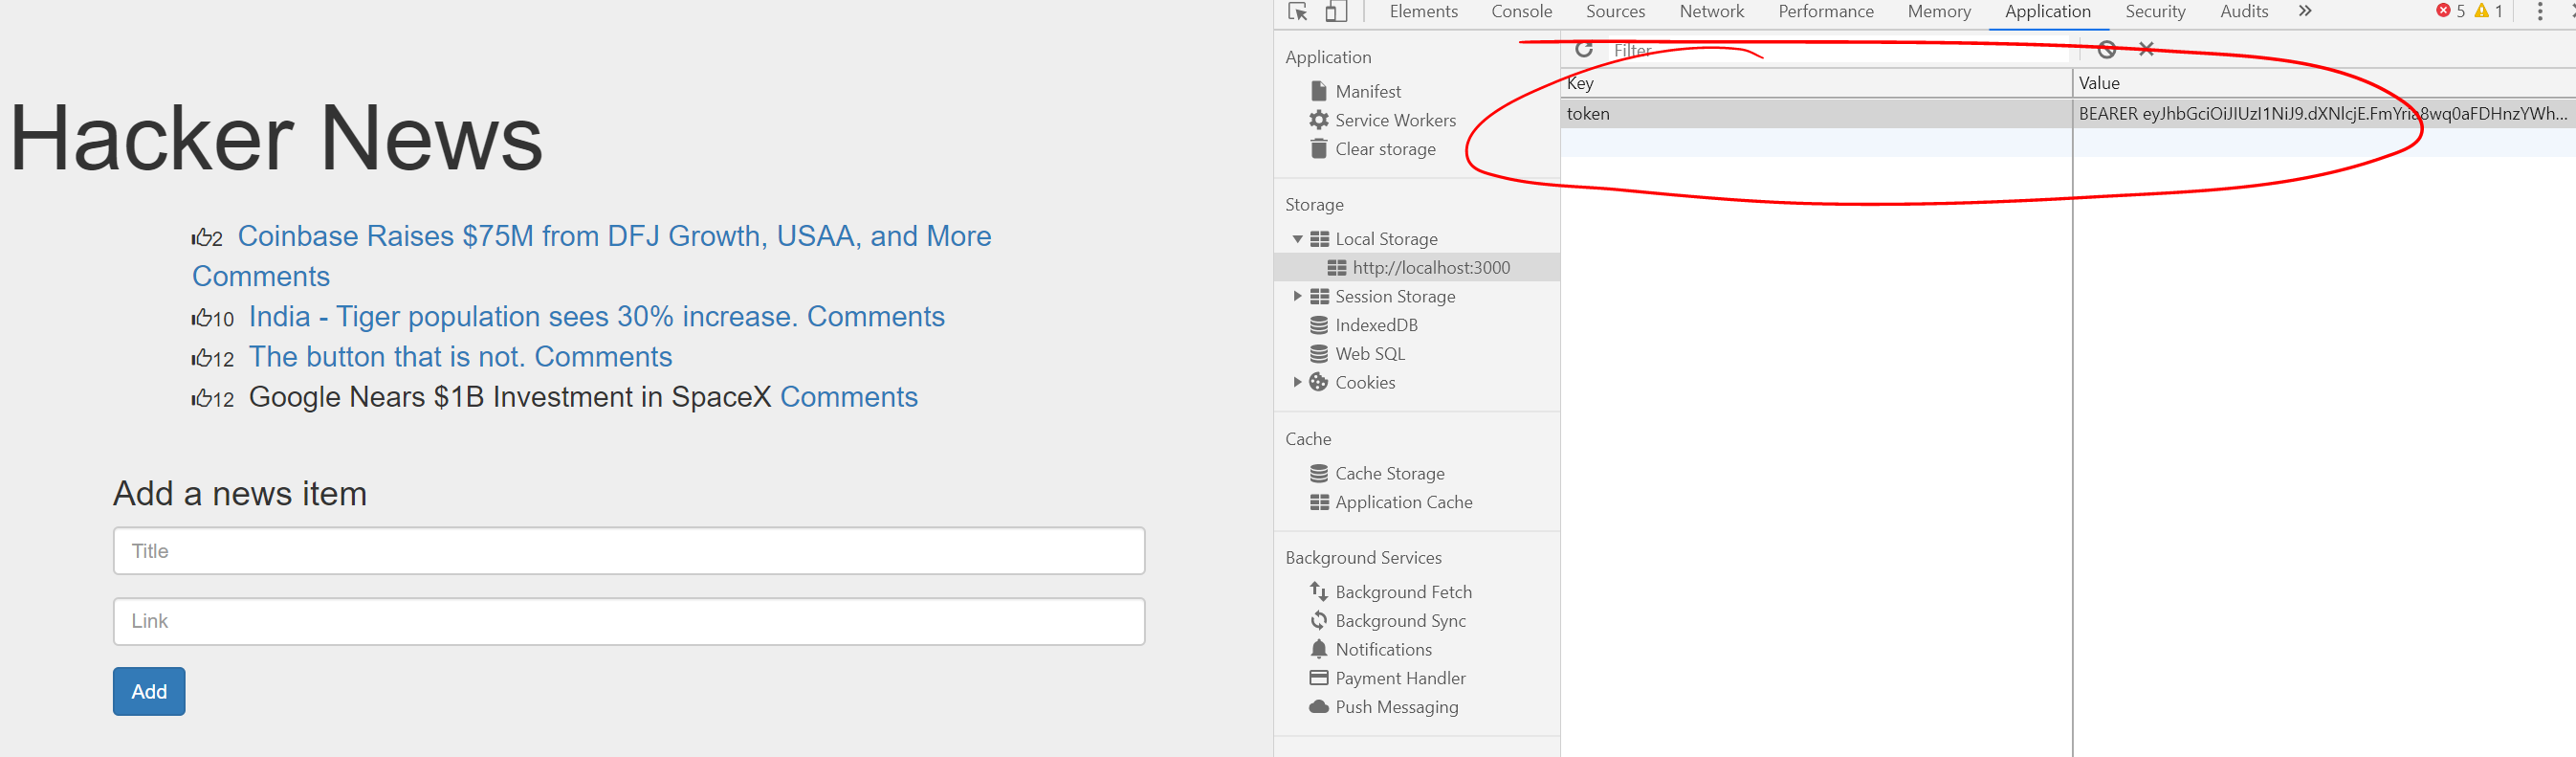 Hacker News
2 Coinbase Raises $75M from DFJ Growth, USAA, and More
Comments
10 India - Tiger population sees 30% increase. Comments
12 The button that is not. Comments
12 Google Nears $1B Investment in SpaceX Comments
Add a news item
Title
Link
Add
Elements Console Sources Network Performance Memory Application Security Audits » 5 1
Application
Manifest
Service Workers
Clear storage
Storage
Local Storage
http://localhost:3000
Session Storage
IndexedDB
Web SQL
Cookies
Cache
Cache Storage
Application Cache
Background Services
Background Fetch
Background Sync
Notifications
Payment Handler
Push Messaging
Filter
Key Value
token BEARER eyJhbGciOiJIUzI1NiJ9.dXNlcjE.FmYria8wq0aFDHnzYWh...